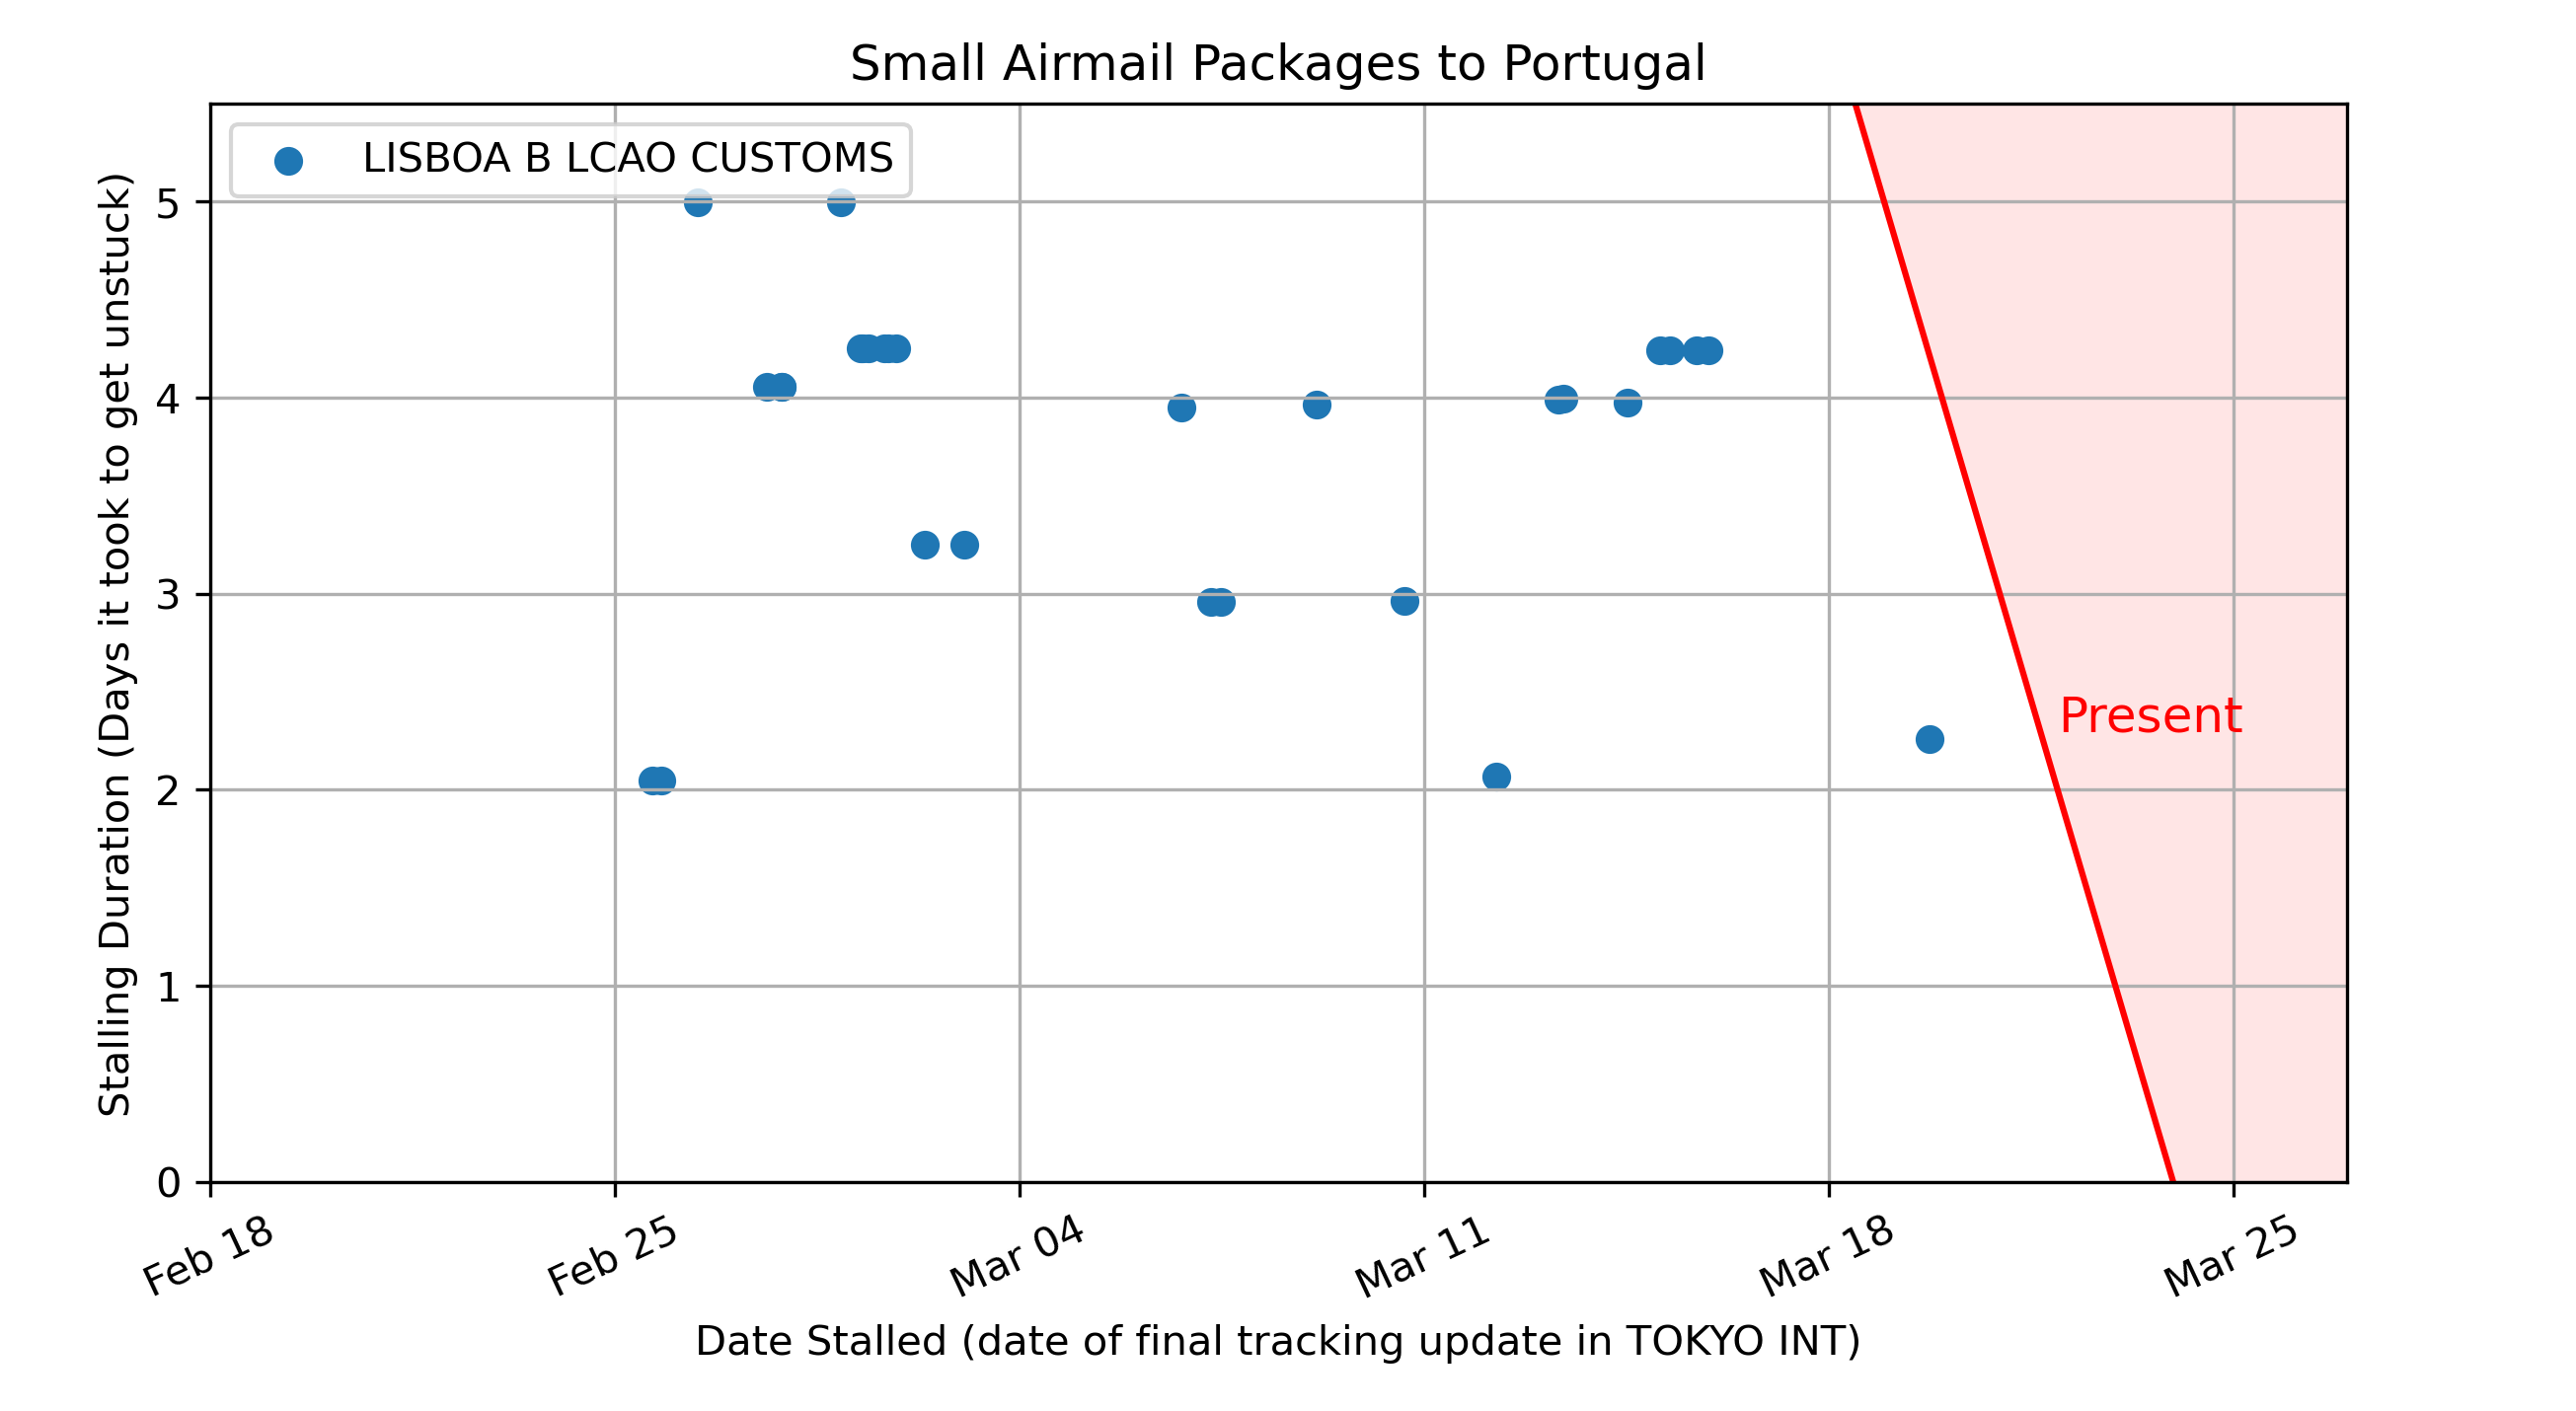 Small Airmail Packages to Portugal
LISBOA B LCAO CUSTOMS
Stalling Duration (Days it took to get unstuck)
5
4
3
2
1
0
Present
Feb 18
Feb 25
Mar 04
Mar 11
Mar 18
Mar 25
Date Stalled (date of final tracking update in TOKYO INT)